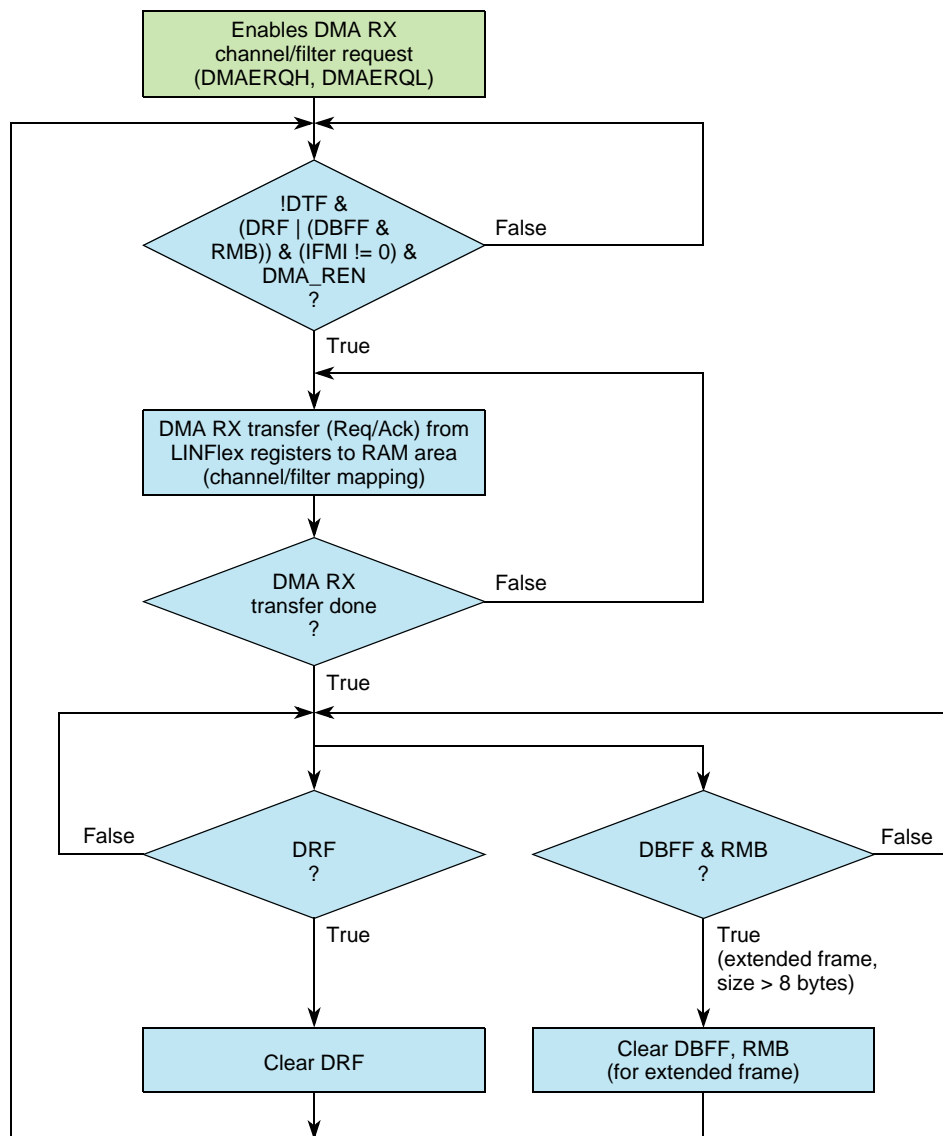 Enables DMA RX
channel/filter request
(DMAERQH, DMAERQL)
!DTF &
(DRF | (DBFF &
RMB)) & (IFMI != 0) &
DMA_REN
?
False
True
DMA RX transfer (Req/Ack) from
LINFlex registers to RAM area
(channel/filter mapping)
DMA RX
transfer done
?
False
True
False
DRF
?
DBFF & RMB
?
False
True
True
(extended frame,
size > 8 bytes)
Clear DRF
Clear DBFF, RMB
(for extended frame)